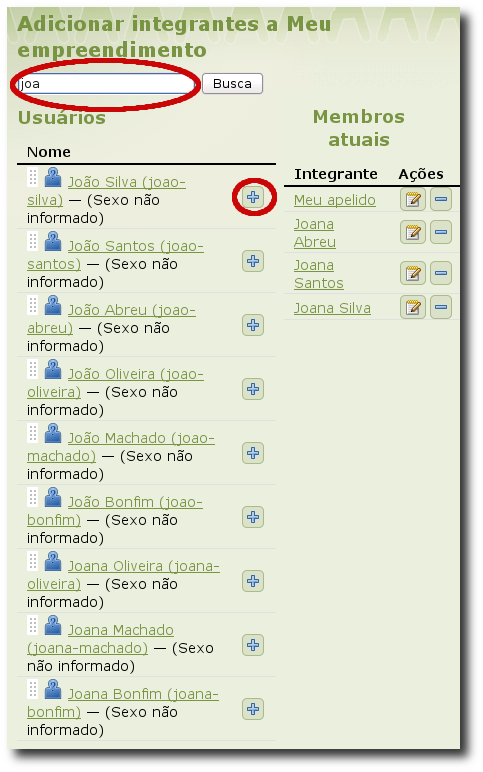 Adicionar integrantes a Meu
empreendimento
joa
Busca
Usuários
Nome
João Silva (joao-
silva) — (Sexo não
informado)
João Santos (joao-
santos) — (Sexo não
informado)
João Abreu (joao-
abreu) — (Sexo não
informado)
João Oliveira (joao-
oliveira) — (Sexo não
informado)
João Machado (joao-
machado) — (Sexo não
informado)
João Bonfim (joao-
bonfim) — (Sexo não
informado)
Joana Oliveira (joana-
oliveira) — (Sexo não
informado)
Joana Machado
(joana-machado) — (Sexo
não informado)
Joana Bonfim (joana-
bonfim) — (Sexo não
informado)
Membros
atuais
Integrante Ações
Meu apelido
Joana
Abreu
Joana
Santos
Joana Silva